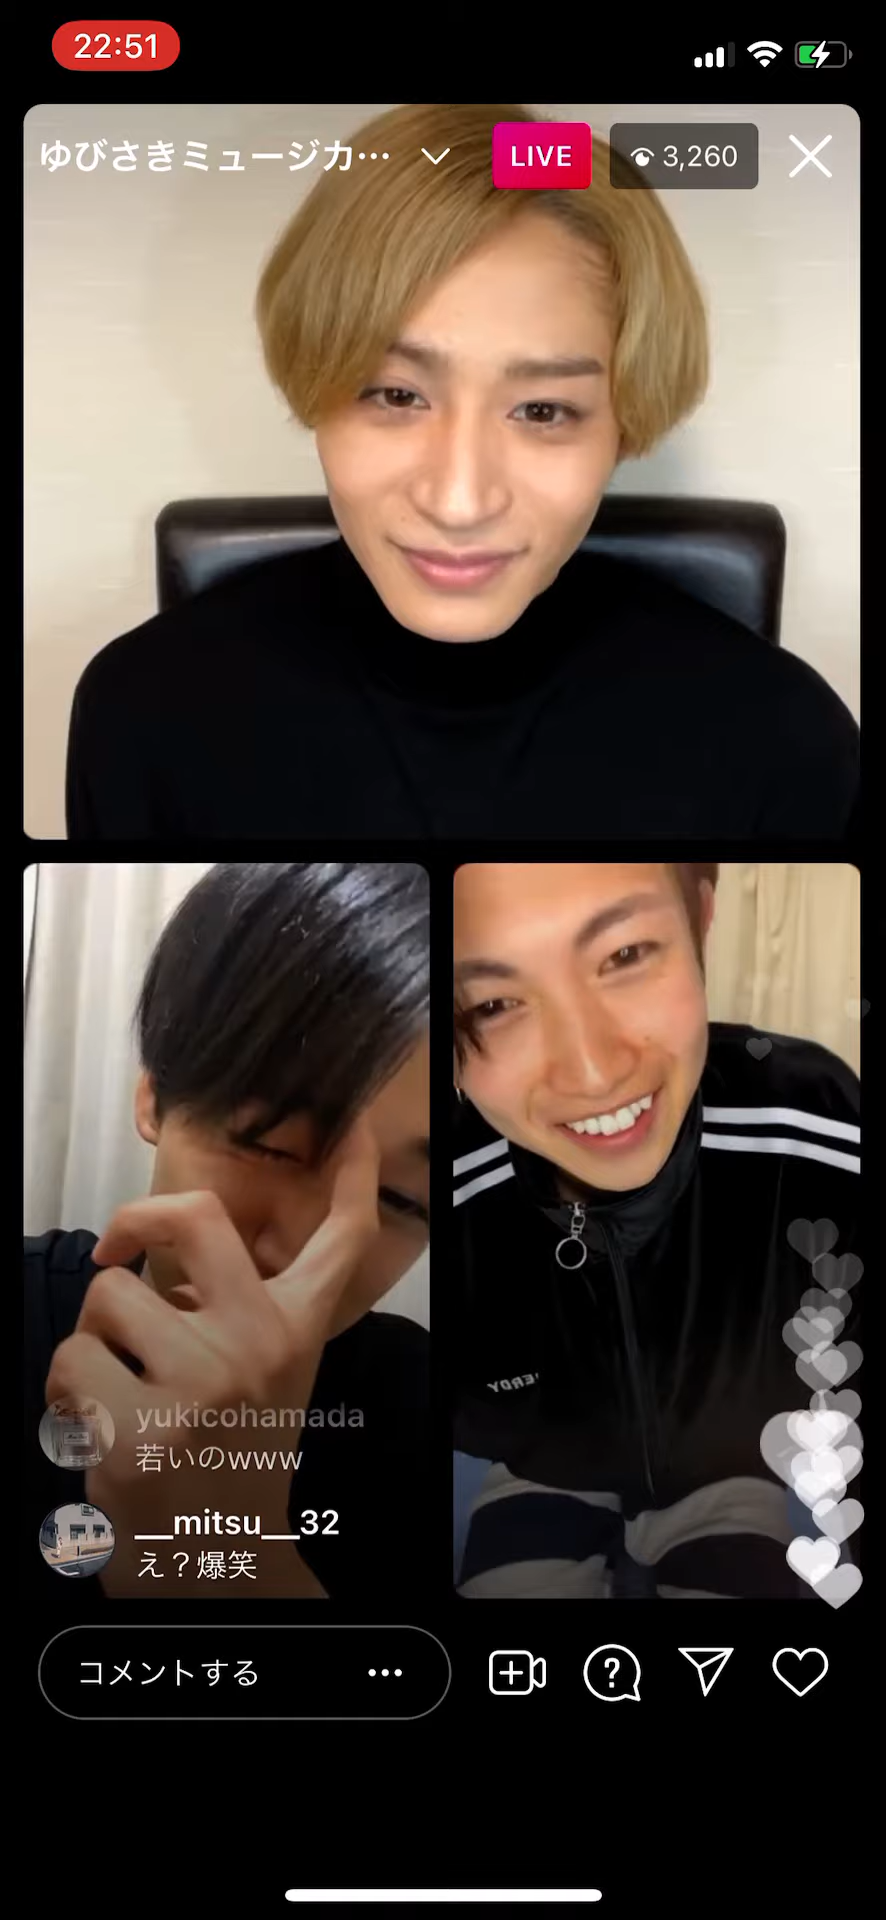 22:51
ゆびさきミュージカ…
LIVE
3,260
yukicohamada
若いのwww
__mitsu__32
え？爆笑
コメントする